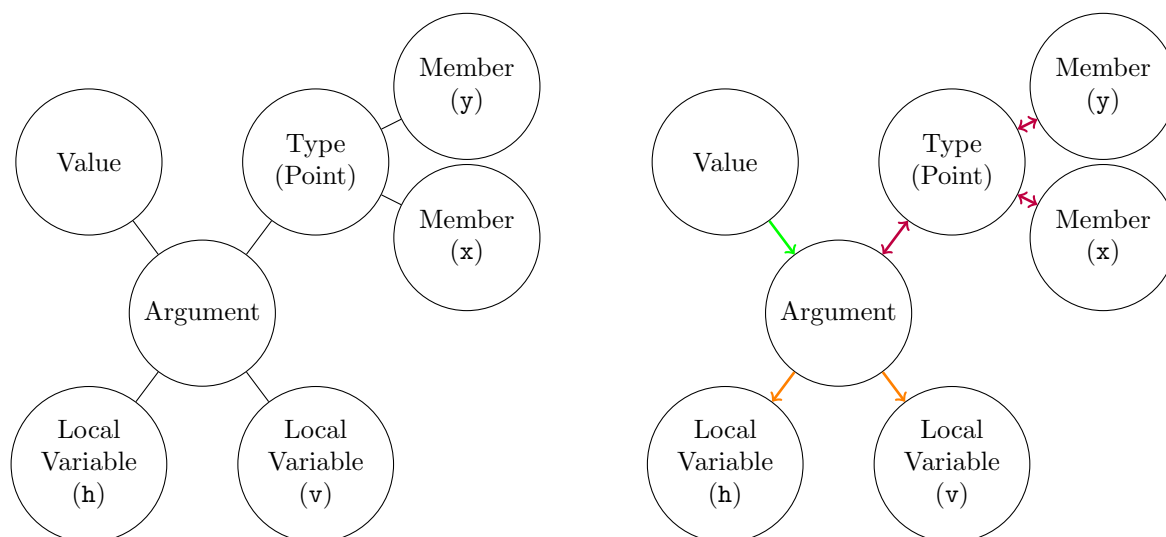 Member
(y)
Value
Type
(Point)
Member
(x)
Argument
Local
Variable
(h)
Local
Variable
(v)
Member
(y)
Value
Type
(Point)
Member
(x)
Argument
Local
Variable
(h)
Local
Variable
(v)